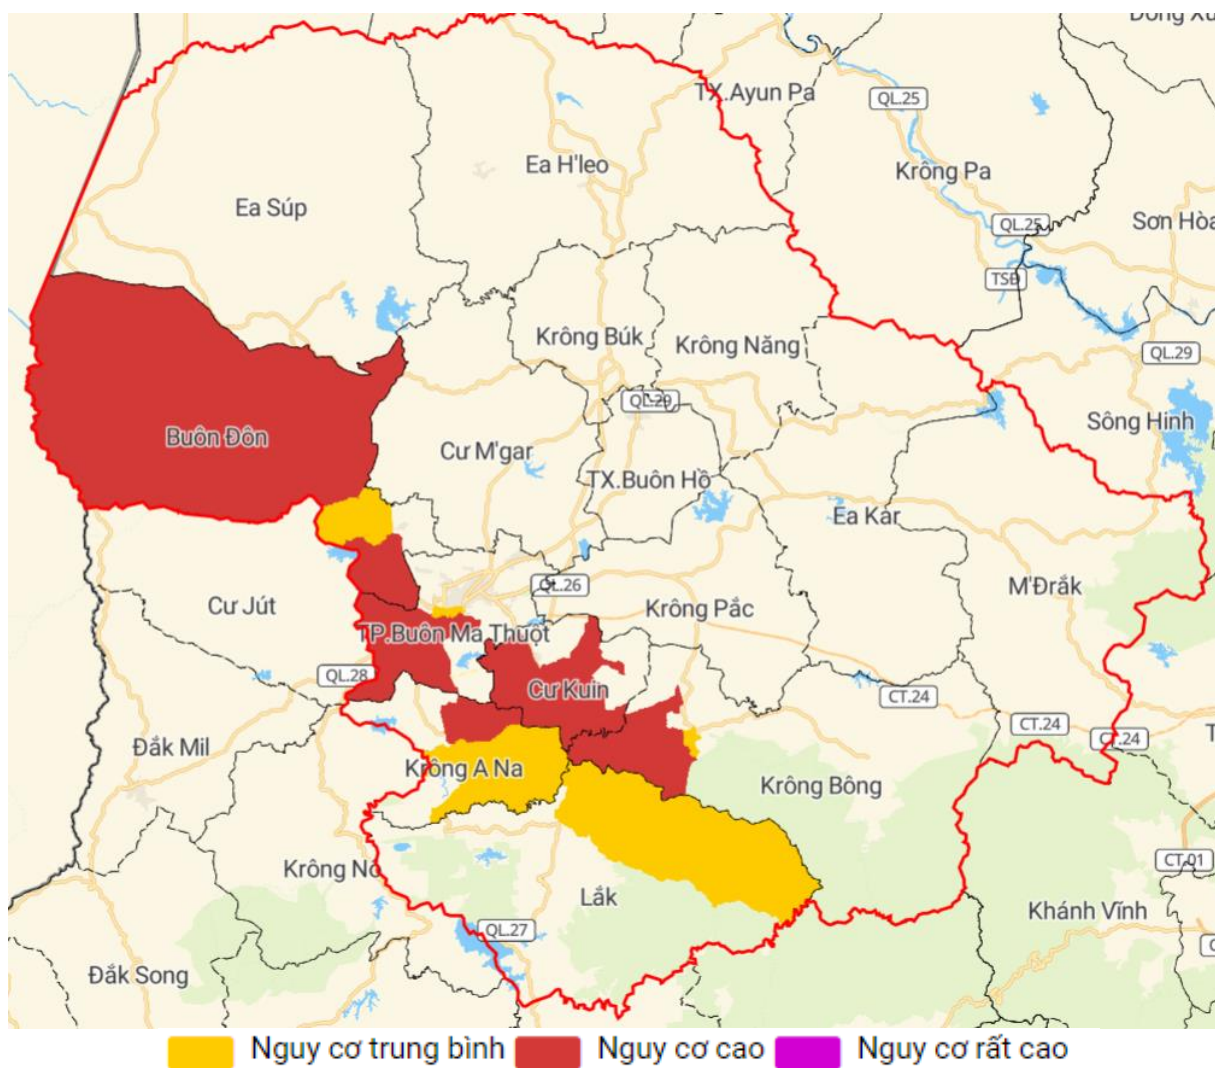 TX.Ayun Pa
QL.25
Ea H'leo
Krông Pa
Ea Súp
QL.25
Sơn Hòa
TSĐ
Krông Búk
Krông Năng
QL.29
QL.29
Sông Hinh
Buôn Đôn
Cư M'gar
TX.Buôn Hồ
Ea Kar
QL.26
M'Đrắk
Cư Jút
Krông Pắc
TP.Buôn Ma Thuột
QL.28
Cư Kuin
CT.24
CT.24
CT.24
Đắk Mil
Krông A Na
Krông Bông
CT.01
Krông Nô
Lắk
Khánh Vĩnh
QL.27
Đắk Song
Nguy cơ trung bình Nguy cơ cao Nguy cơ rất cao